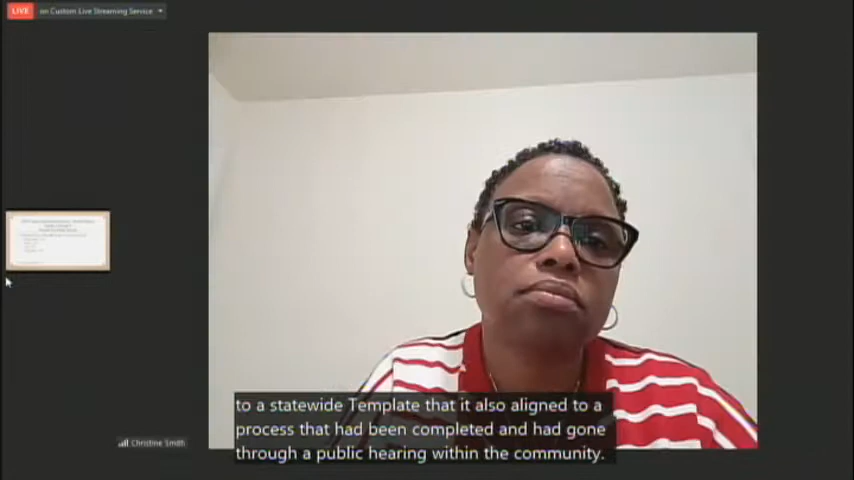 LIVE on Custom Live Streaming Service
Christine Smith
to a statewide Template that it also aligned to a
process that had been completed and had gone
through a public hearing within the community.